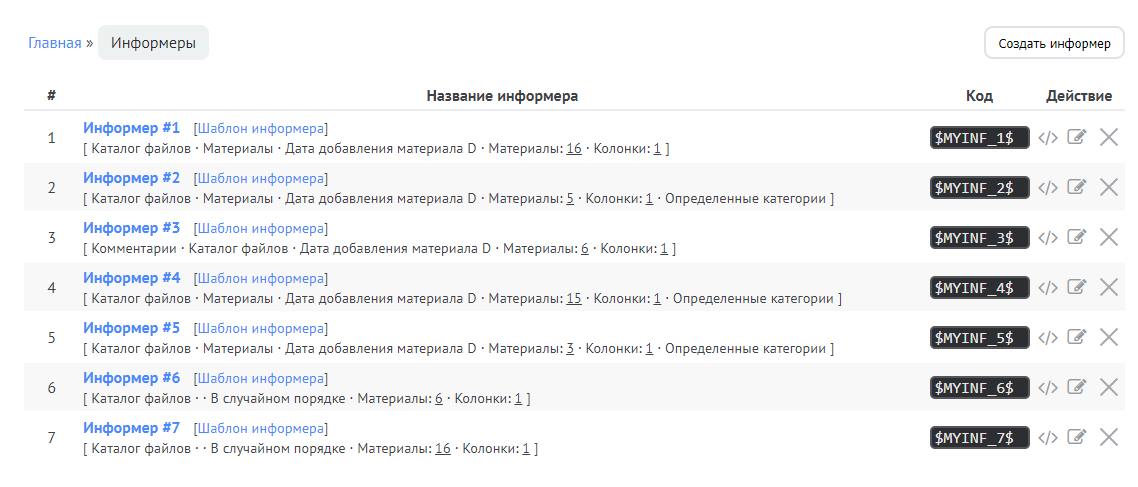 Главная » Информеры
Создать информер
# Название информера Код Действие
1 Информер #1 [Шаблон информера] $MYINF_1$
[ Каталог файлов · Материалы · Дата добавления материала D · Материалы: 16 · Колонки: 1 ]
2 Информер #2 [Шаблон информера] $MYINF_2$
[ Каталог файлов · Материалы · Дата добавления материала D · Материалы: 5 · Колонки: 1 · Определенные категории ]
3 Информер #3 [Шаблон информера] $MYINF_3$
[ Комментарии · Каталог файлов · Дата добавления материала D · Материалы: 6 · Колонки: 1 ]
4 Информер #4 [Шаблон информера] $MYINF_4$
[ Каталог файлов · Материалы · Дата добавления материала D · Материалы: 15 · Колонки: 1 · Определенные категории ]
5 Информер #5 [Шаблон информера] $MYINF_5$
[ Каталог файлов · Материалы · Дата добавления материала D · Материалы: 3 · Колонки: 1 · Определенные категории ]
6 Информер #6 [Шаблон информера] $MYINF_6$
[ Каталог файлов · · В случайном порядке · Материалы: 6 · Колонки: 1 ]
7 Информер #7 [Шаблон информера] $MYINF_7$
[ Каталог файлов · · В случайном порядке · Материалы: 16 · Колонки: 1 ]